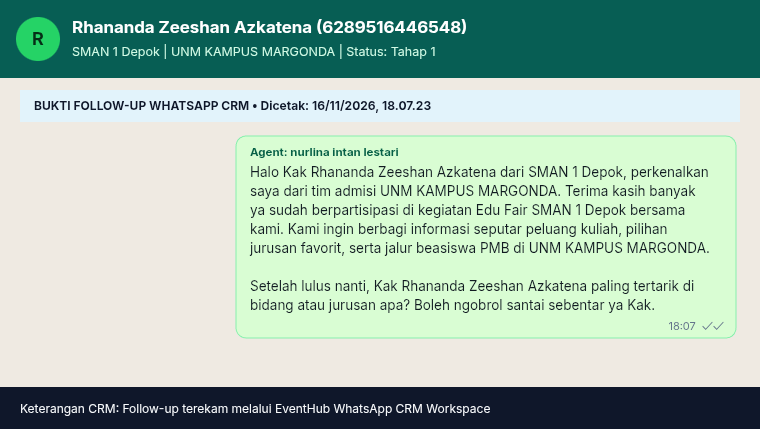 R
Rhananda Zeeshan Azkatena (6289516446548)
SMAN 1 Depok | UNM KAMPUS MARGONDA | Status: Tahap 1
BUKTI FOLLOW-UP WHATSAPP CRM • Dicetak: 16/11/2026, 18.07.23
Agent: nurlina intan lestari
Halo Kak Rhananda Zeeshan Azkatena dari SMAN 1 Depok, perkenalkan
saya dari tim admisi UNM KAMPUS MARGONDA. Terima kasih banyak
ya sudah berpartisipasi di kegiatan Edu Fair SMAN 1 Depok bersama
kami. Kami ingin berbagi informasi seputar peluang kuliah, pilihan
jurusan favorit, serta jalur beasiswa PMB di UNM KAMPUS MARGONDA.
Setelah lulus nanti, Kak Rhananda Zeeshan Azkatena paling tertarik di
bidang atau jurusan apa? Boleh ngobrol santai sebentar ya Kak.
18:07
Keterangan CRM: Follow-up terekam melalui EventHub WhatsApp CRM Workspace